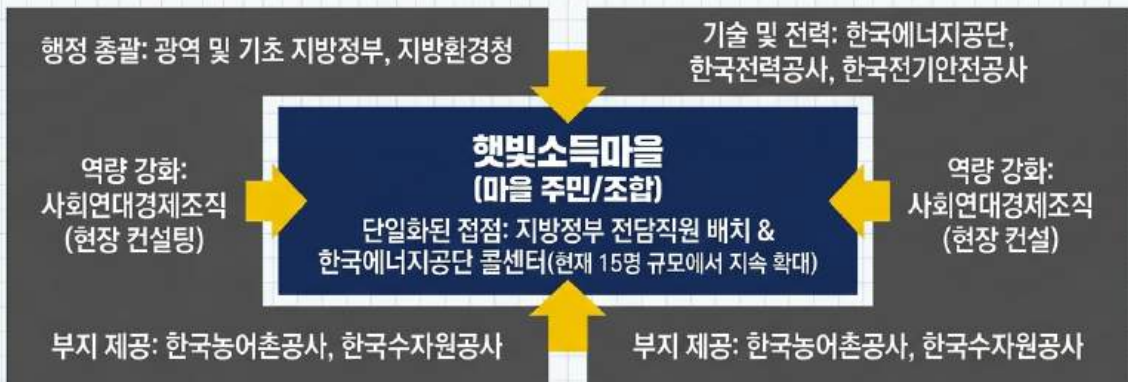 행정 총괄: 광역 및 기초 지방정부, 지방환경청
기술 및 전력: 한국에너지공단,
한국전력공사, 한국전기안전공사
역량 강화:
사회연대경제조직
(현장 컨설팅)
햇빛소득마을
(마을 주민/조합)
단일화된 접점: 지방정부 전담직원 배치 &
한국에너지공단 콜센터(현재 15명 규모에서 지속 확대)
역량 강화:
사회연대경제조직
(현장 컨설)
부지 제공: 한국농어촌공사, 한국수자원공사
부지 제공: 한국농어촌공사, 한국수자원공사